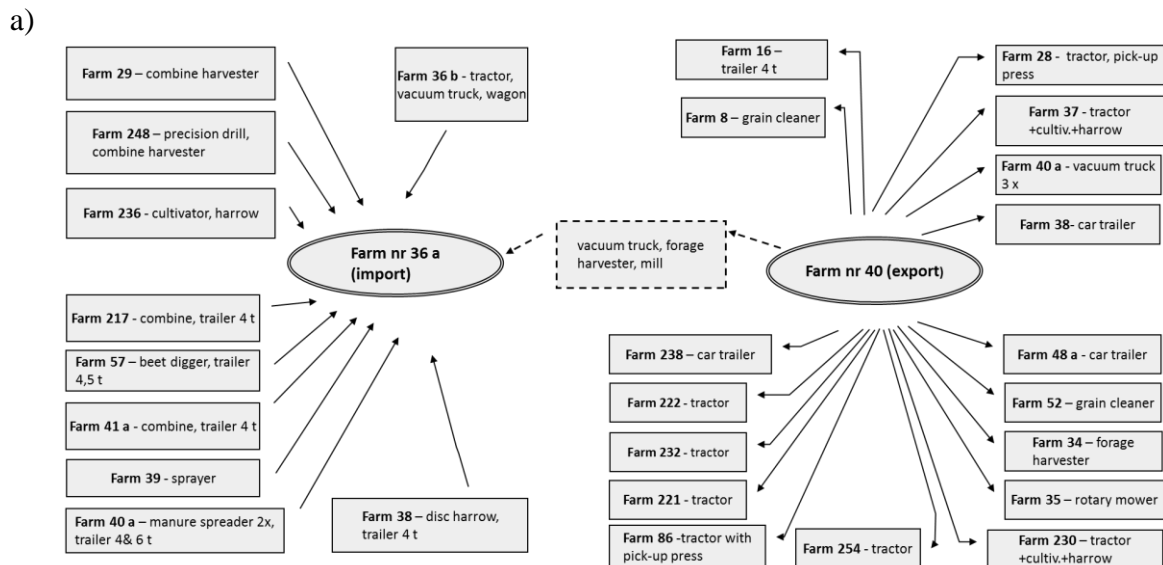 a)
Farm 29 – combine harvester
Farm 248 – precision drill,
combine harvester
Farm 236 - cultivator, harrow
Farm 36 b - tractor,
vacuum truck, wagon
Farm nr 36 a
(import)
Farm 217 - combine, trailer 4 t
Farm 57 – beet digger, trailer
4,5 t
Farm 41 a - combine, trailer 4 t
Farm 39 - sprayer
Farm 40 a – manure spreader 2x,
trailer 4& 6 t
Farm 38 – disc harrow,
trailer 4 t
vacuum truck, forage
harvester, mill
Farm 16 –
trailer 4 t
Farm 8 – grain cleaner
Farm 28 - tractor, pick-up
press
Farm 37 - tractor
+cultiv.+harrow
Farm 40 a - vacuum truck
3 x
Farm 38- car trailer
Farm nr 40 (export)
Farm 238 – car trailer
Farm 222 - tractor
Farm 232 - tractor
Farm 221 - tractor
Farm 86 -tractor with
pick-up press
Farm 254 - tractor
Farm 48 a - car trailer
Farm 52 – grain cleaner
Farm 34 – forage
harvester
Farm 35 – rotary mower
Farm 230 – tractor
+cultiv.+harrow